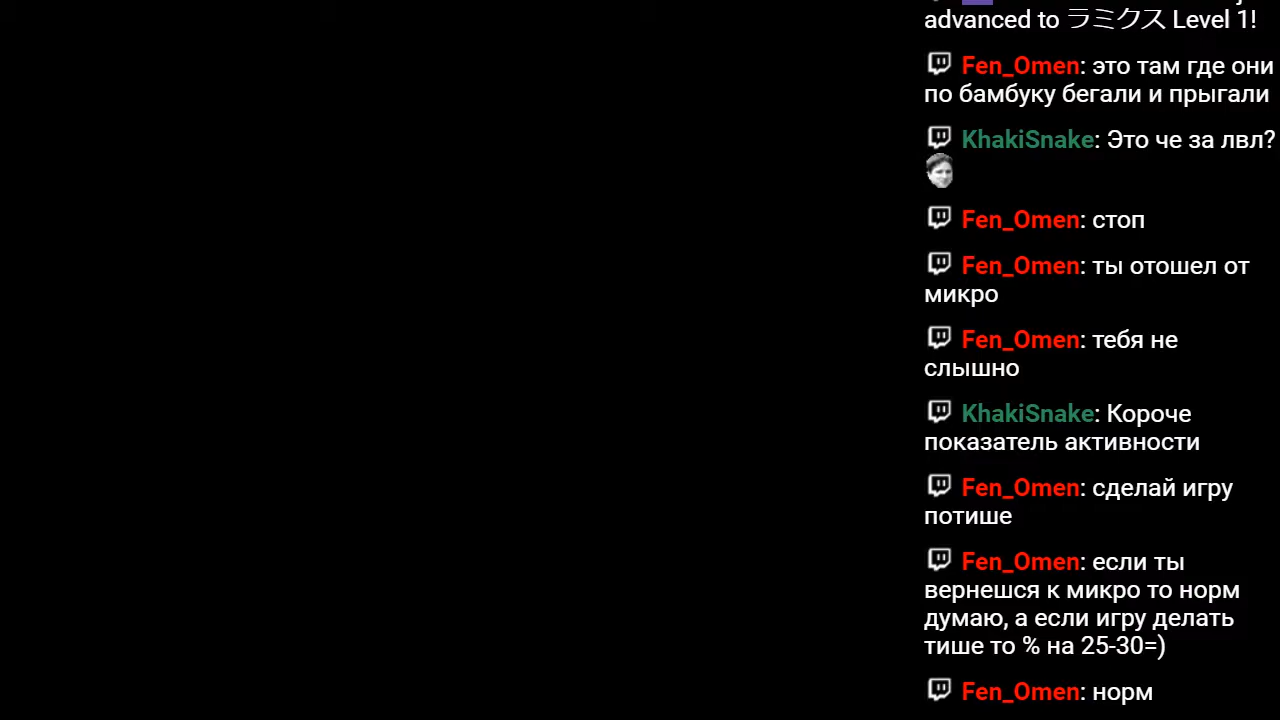 advanced to ラミクス Level 1!
Fen_Omen: это там где они
по бамбуку бегали и прыгали
KhakiSnake: Это че за лвл?
Fen_Omen: стоп
Fen_Omen: ты отошел от
микро
Fen_Omen: тебя не
слышно
KhakiSnake: Короче
показатель активности
Fen_Omen: сделай игру
потише
Fen_Omen: если ты
вернешся к микро то норм
думаю, а если игру делать
тише то % на 25-30=)
Fen_Omen: норм